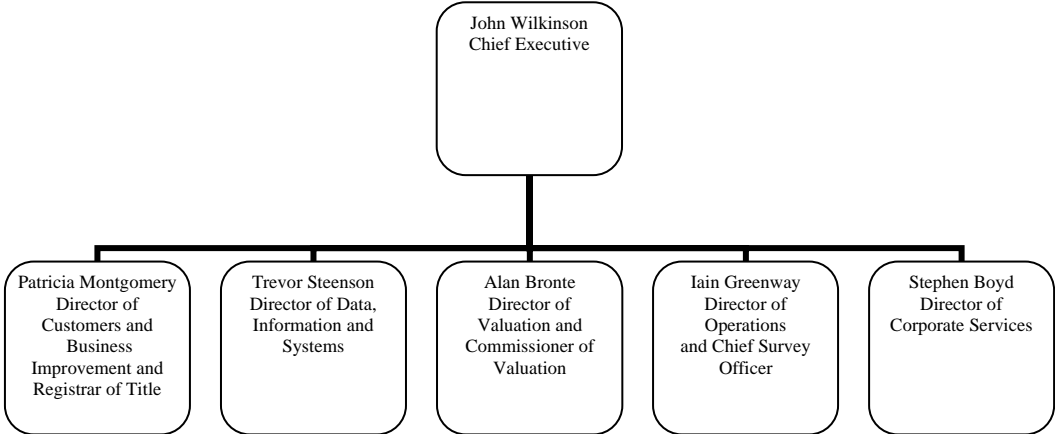 John Wilkinson
Chief Executive
Patricia Montgomery
Director of
Customers and
Business
Improvement and
Registrar of Title
Trevor Steenson
Director of Data,
Information and
Systems
Alan Bronte
Director of
Valuation and
Commissioner of
Valuation
Iain Greenway
Director of
Operations
and Chief Survey
Officer
Stephen Boyd
Director of
Corporate Services